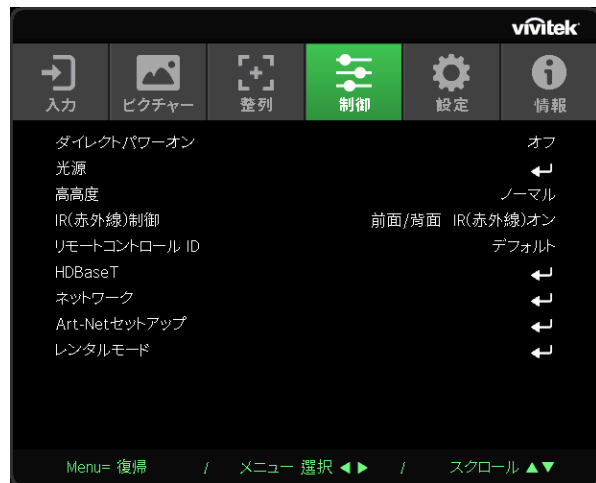 vivitek
入力 ピクチャー 整列 制御 設定 情報
ダイレクトパワーオン オフ
光源
高高度 ノーマル
IR(赤外線)制御 前面/背面 IR(赤外線)オン
リモートコントロール ID デフォルト
HDBaseT
ネットワーク
Art-Netセットアップ
レンタルモード
Menu= 復帰 / メニュー 選択 ◀ ▶ / スクロール ▲▼